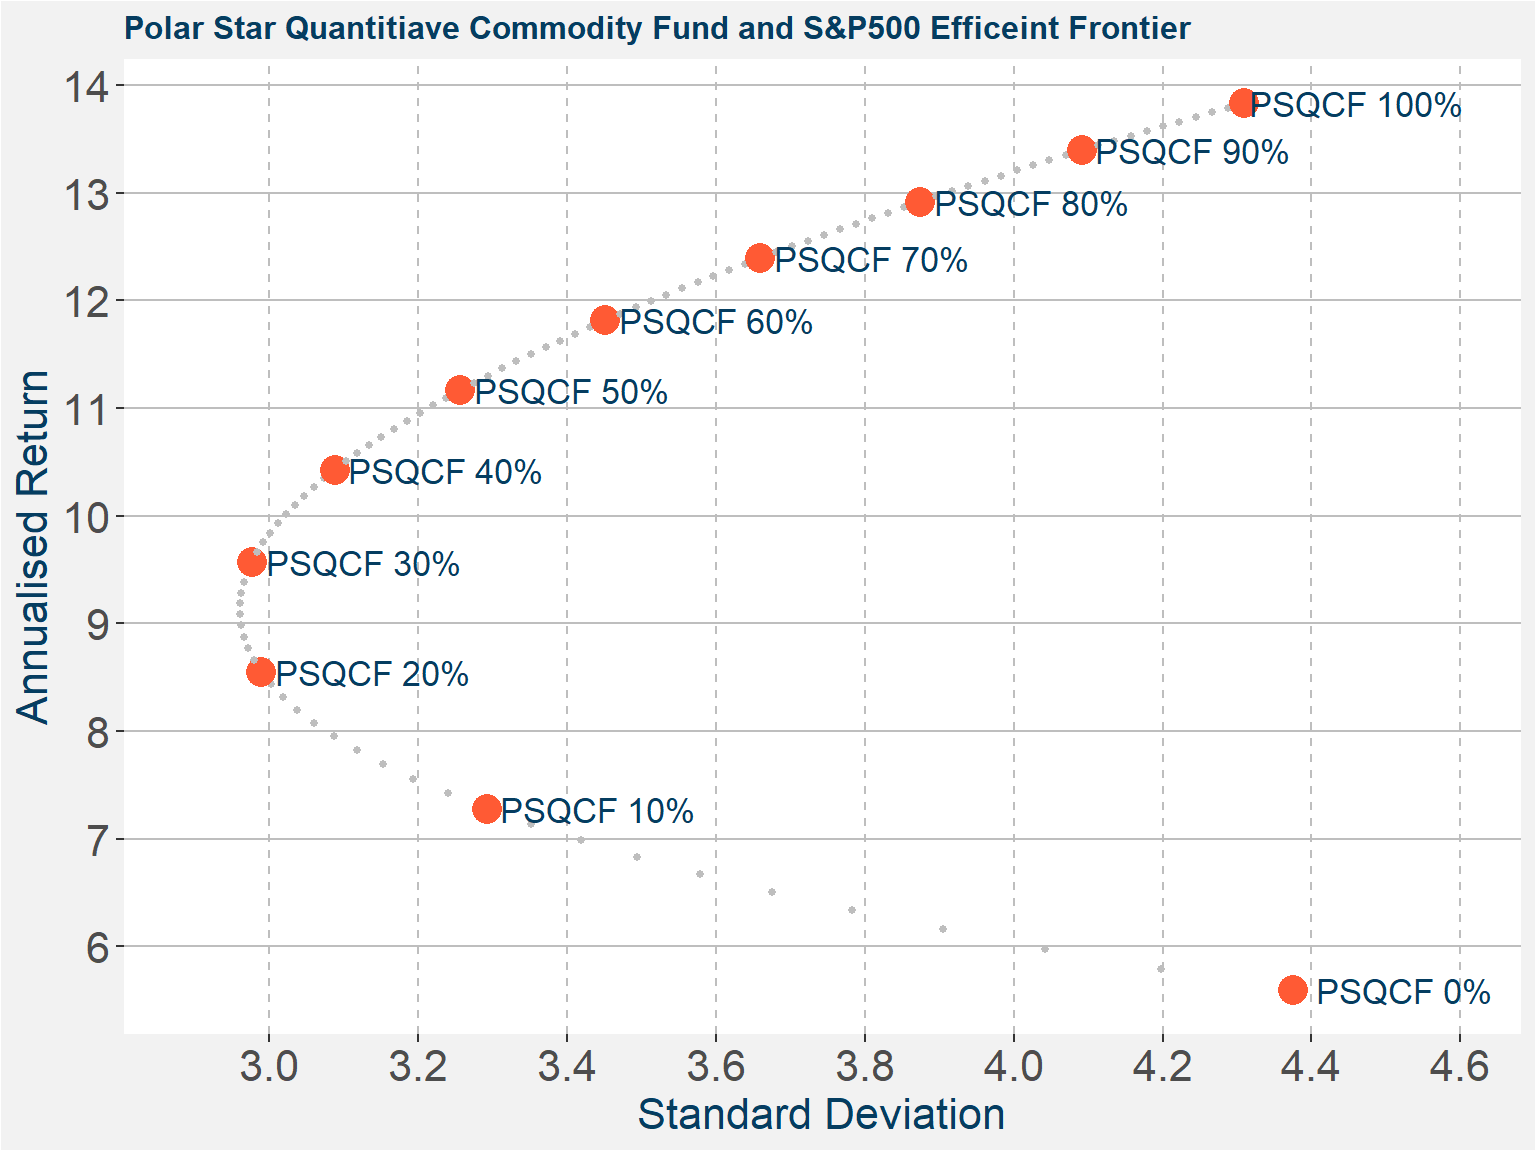 Polar Star Quantitiave Commodity Fund and S&P500 Efficeint Frontier
14
PSQCF 100%
PSQCF 90%
13
PSQCF 80%
PSQCF 70%
12
PSQCF 60%
PSQCF 50%
11
PSQCF 40%
10
PSQCF 30%
9
PSQCF 20%
8
PSQCF 10%
7
6
PSQCF 0%
Annualised Return
3.0 3.2 3.4 3.6 3.8 4.0 4.2 4.4 4.6
Standard Deviation